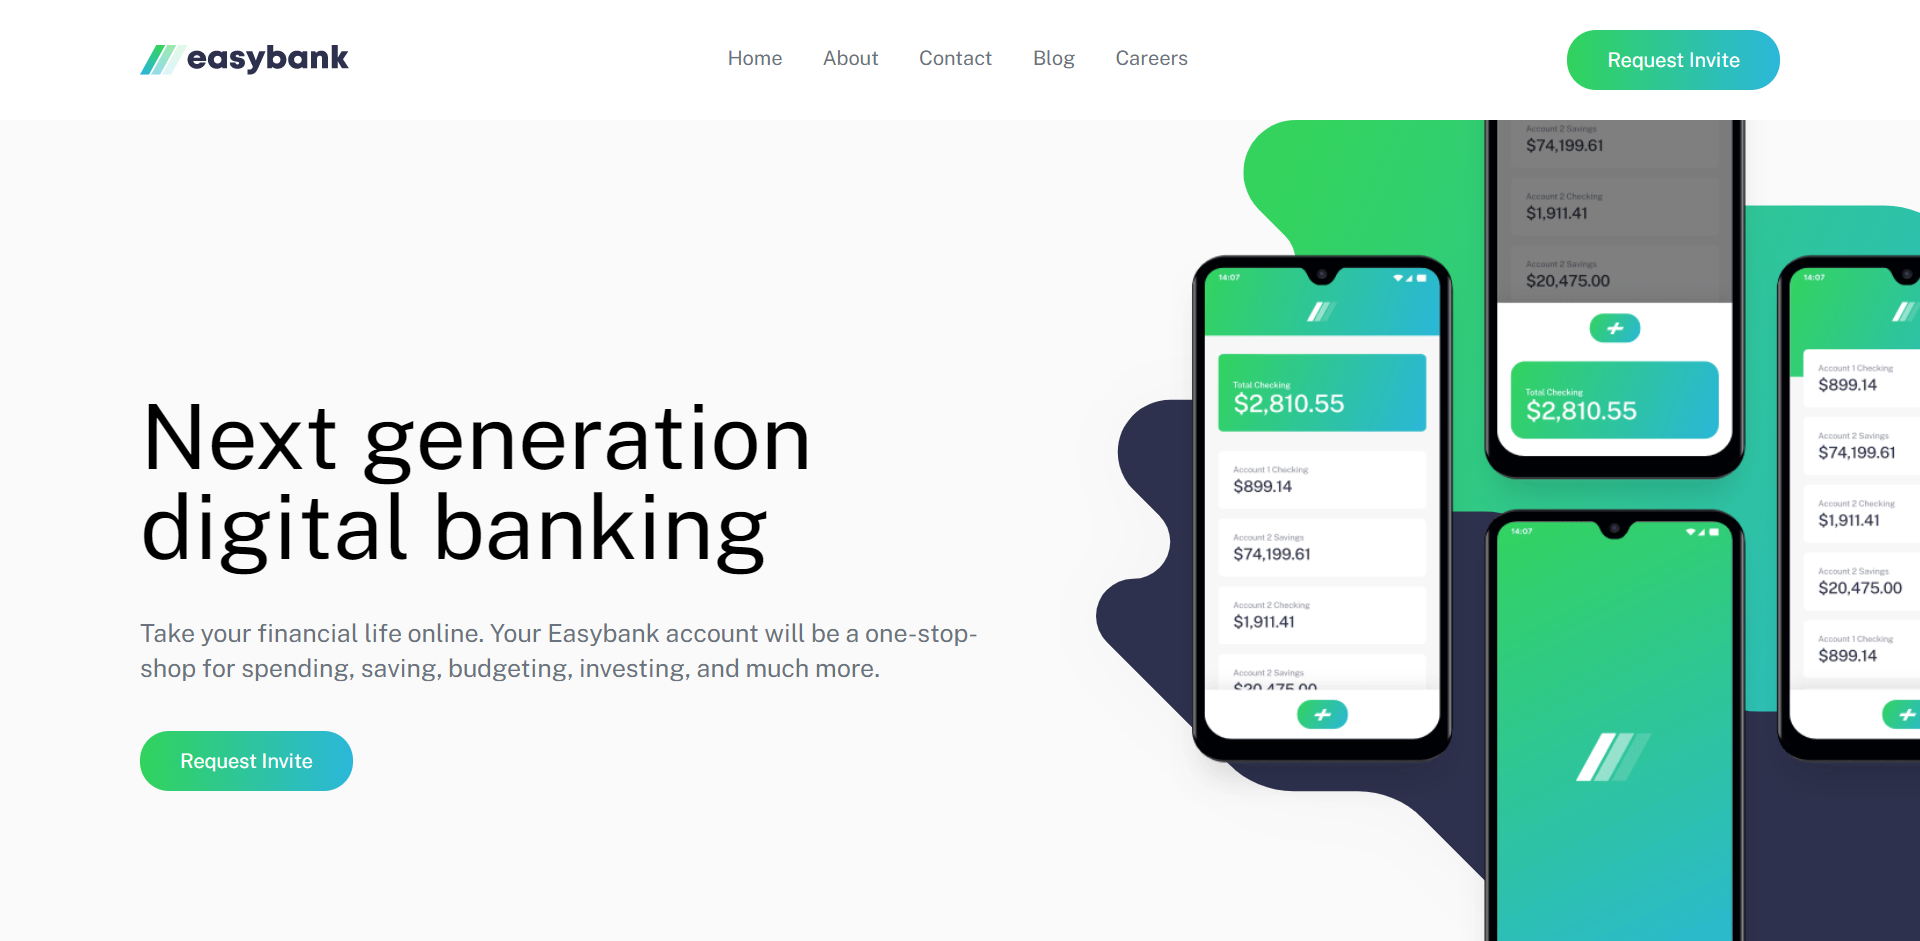 easybank
Home
About
Contact
Blog
Careers
Request Invite
Next generation
digital banking
Take your financial life online. Your Easybank account will be a one-stop-
shop for spending, saving, budgeting, investing, and much more.
Request Invite
14:07
Total Checking
$2,810.55
Account 1 Checking
$899.14
Account 2 Savings
$74,199.61
Account 2 Checking
$1,911.41
Account 2 Savings
$20,475.00
Account 2 Savings
$74,199.61
Account 2 Checking
$1,911.41
Account 2 Savings
$20,475.00
Total Checking
$2,810.55
14:07
14:07
Account 1 Checking
$899.14
Account 2 Savings
$74,199.61
Account 2 Checking
$1,911.41
Account 2 Savings
$20,475.00
Account 1 Checking
$899.14